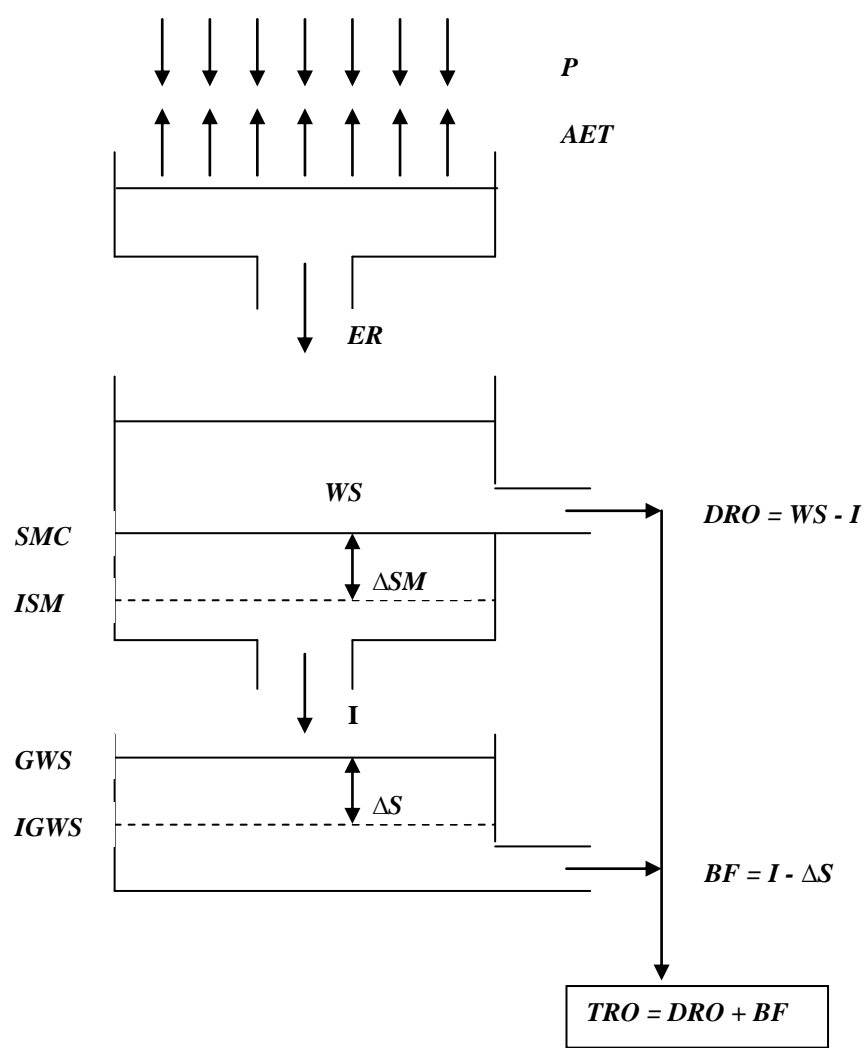 P
AET
ER
WS
DRO = WS - I
SMC
ΔSM
ISM
I
GWS
ΔS
IGWS
BF = I - ΔS
TRO = DRO + BF